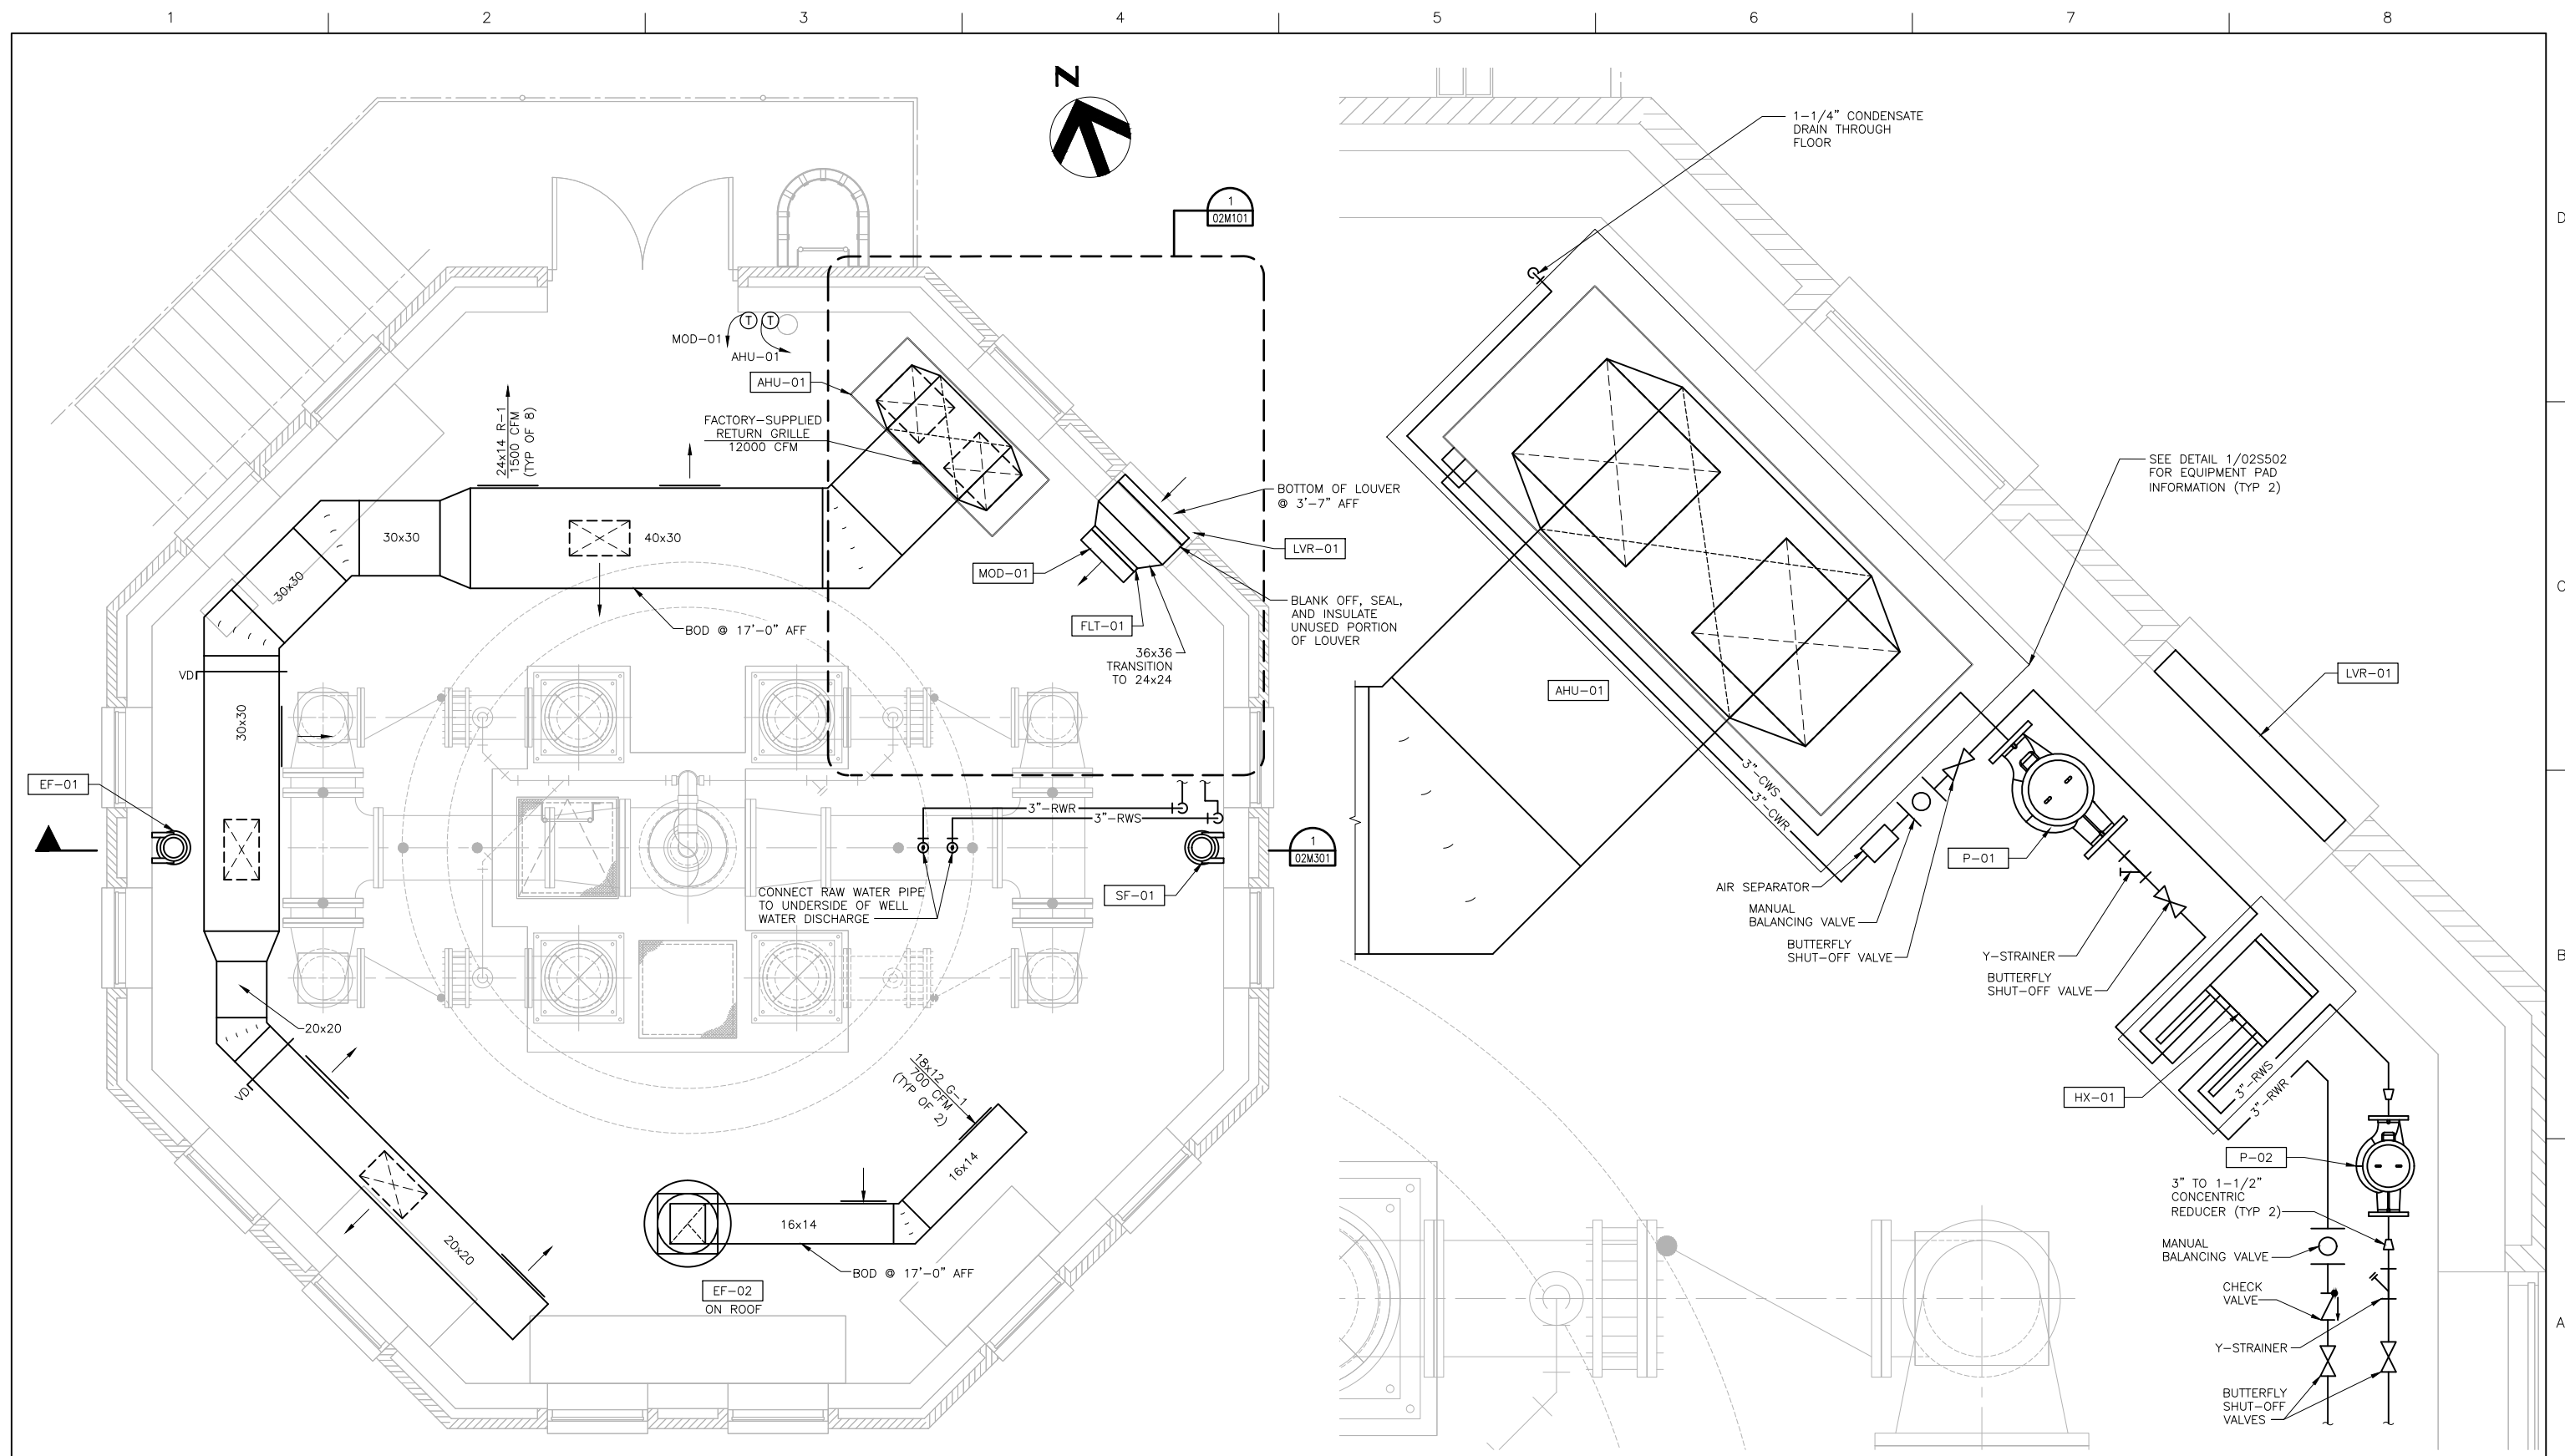 1 2 3 4 5 6 7 8
D
C
B
A
N
1
02M101
MOD-01
AHU-01
T T
AHU-01
24x14 R-1
1500 CFM
(TYP OF 8)
FACTORY-SUPPLIED
RETURN GRILLE
12000 CFM
30x30
40x30
30x30
BOD @ 17'-0" AFF
VD
30x30
EF-01
20x20
VD
20x20
MOD-01
FLT-01
36x36
TRANSITION
TO 24x24
BOTTOM OF LOUVER
@ 3'-7" AFF
LVR-01
BLANK OFF, SEAL,
AND INSULATE
UNUSED PORTION
OF LOUVER
3"-RWR
3"-RWS
1
02M301
SF-01
CONNECT RAW WATER PIPE
TO UNDERSIDE OF WELL
WATER DISCHARGE
18x12 G-1
700 CFM
(TYP OF 2)
16x14
16x14
BOD @ 17'-0" AFF
EF-02
ON ROOF
1-1/4" CONDENSATE
DRAIN THROUGH
FLOOR
SEE DETAIL 1/02S502
FOR EQUIPMENT PAD
INFORMATION (TYP 2)
AHU-01
LVR-01
3"-CWS
3"-CWR
P-01
AIR SEPARATOR
MANUAL
BALANCING VALVE
BUTTERFLY
SHUT-OFF VALVE
Y-STRAINER
BUTTERFLY
SHUT-OFF VALVE
HX-01
3"-RWS
3"-RWR
P-02
3" TO 1-1/2"
CONCENTRIC
REDUCER (TYP 2)
MANUAL
BALANCING VALVE
CHECK
VALVE
Y-STRAINER
BUTTERFLY
SHUT-OFF
VALVES